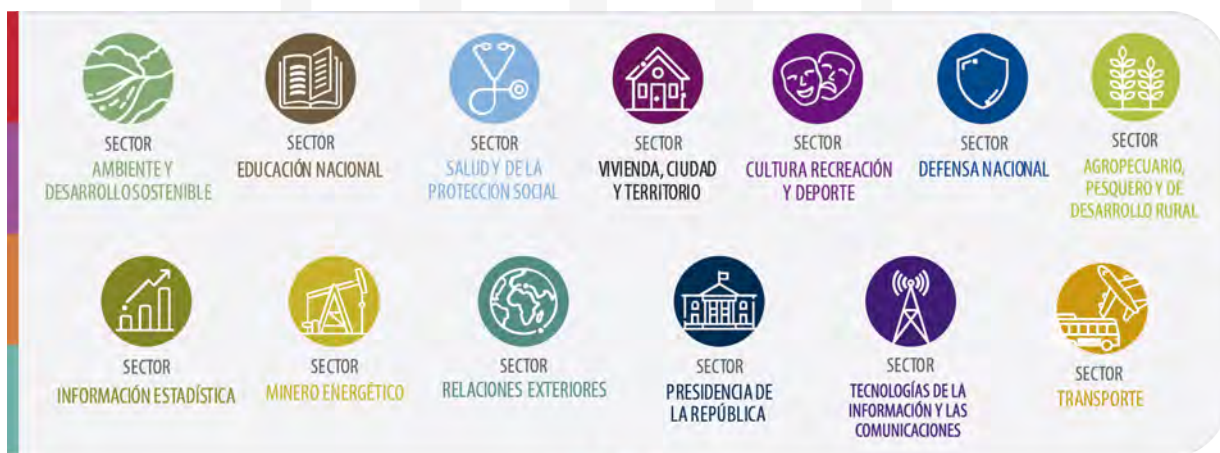 SECTOR
AMBIENTE Y
DESARROLLO SOSTENIBLE
SECTOR
EDUCACIÓN NACIONAL
SECTOR
SALUD Y DE LA
PROTECCIÓN SOCIAL
SECTOR
VIVIENDA, CIUDAD
Y TERRITORIO
SECTOR
CULTURA RECREACIÓN
Y DEPORTE
SECTOR
DEFENSA NACIONAL
SECTOR
AGROPECUARIO,
PESQUERO Y DE
DESARROLLO RURAL
SECTOR
INFORMACIÓN ESTADÍSTICA
SECTOR
MINERO ENERGÉTICO
SECTOR
RELACIONES EXTERIORES
SECTOR
PRESIDENCIA DE
LA REPÚBLICA
SECTOR
TECNOLOGÍAS DE LA
INFORMACIÓN Y LAS
COMUNICACIONES
SECTOR
TRANSPORTE